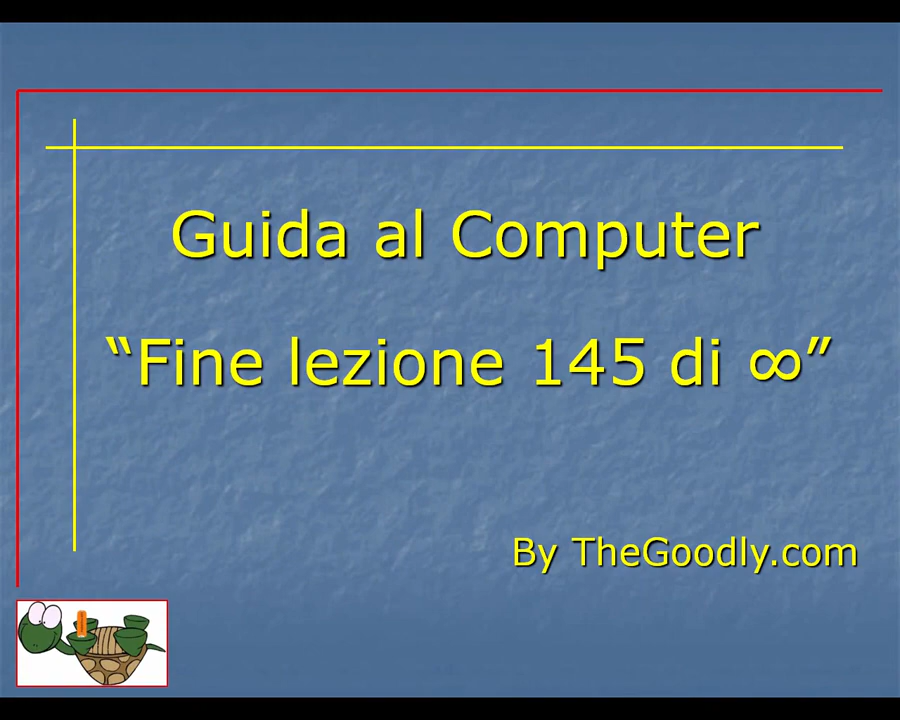 Guida al Computer
“Fine lezione 145 di ∞”
By TheGoodly.com